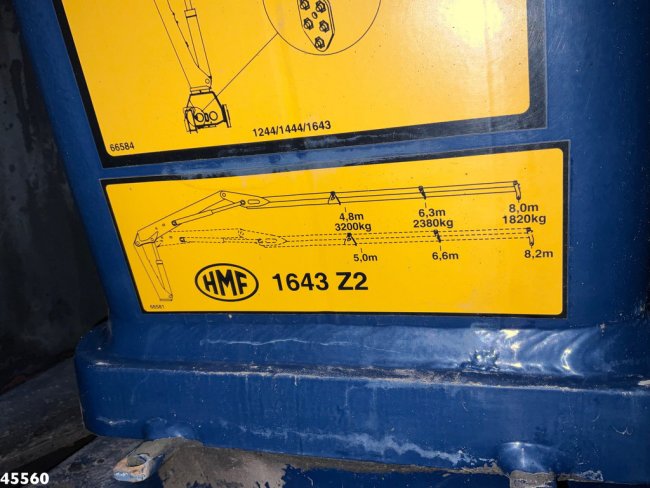 1244/1444/1643
66584
4,8m 6,3m 8,0m
3200kg 2380kg 1820kg
5,0m 6,6m 8,2m
HMF 1643 Z2
66581
45560